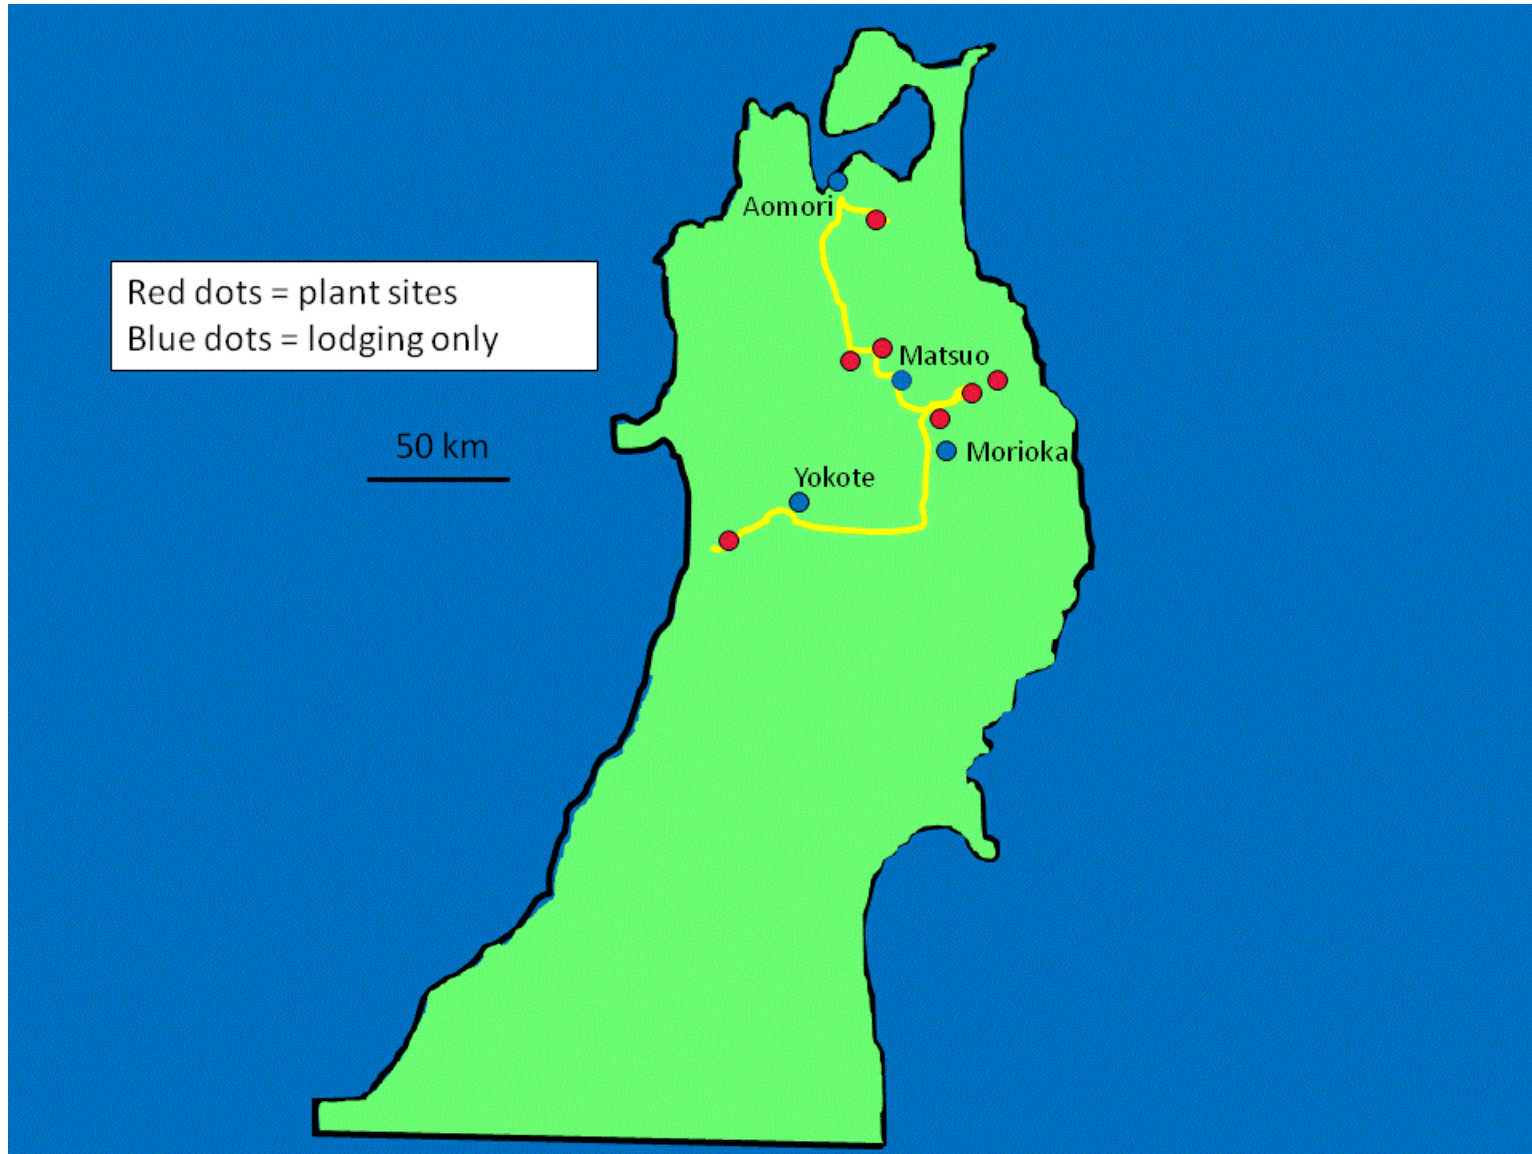 Aomori
Red dots = plant sites
Blue dots = lodging only
Matsuo
50 km
Morioka
Yokote